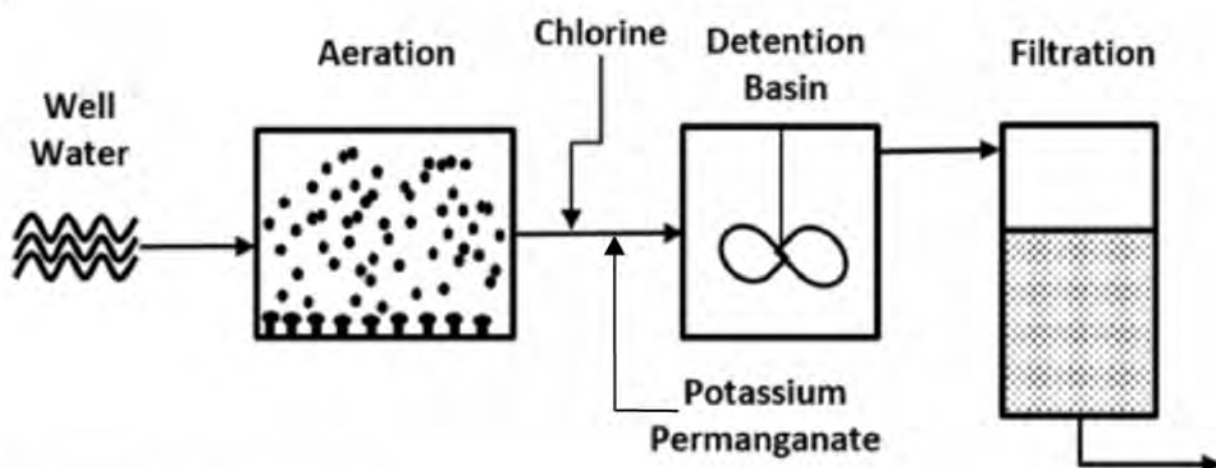 Well
Water
Aeration
Chlorine
Detention
Basin
Filtration
Potassium
Permanganate